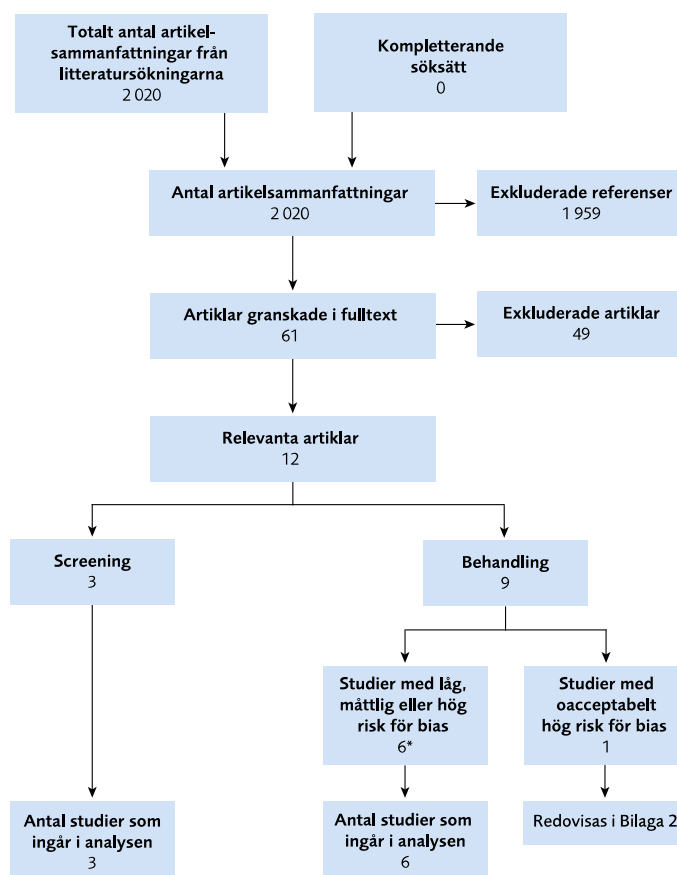 Totalt antal artikel-
sammanfattningar från
litteratursökningarna
2 020
Kompletterande
söksätt
0
Antal artikelsammanfattningar
2 020
Exkluderade referenser
1 959
Artiklar granskade i fulltext
61
Exkluderade artiklar
49
Relevanta artiklar
12
Screening
3
Behandling
9
Studier med låg,
måttlig eller hög
risk för bias
6*
Studier med
oacceptabelt
hög risk för bias
1
Antal studier som
ingår i analysen
3
Antal studier som
ingår i analysen
6
Redovisas i Bilaga 2